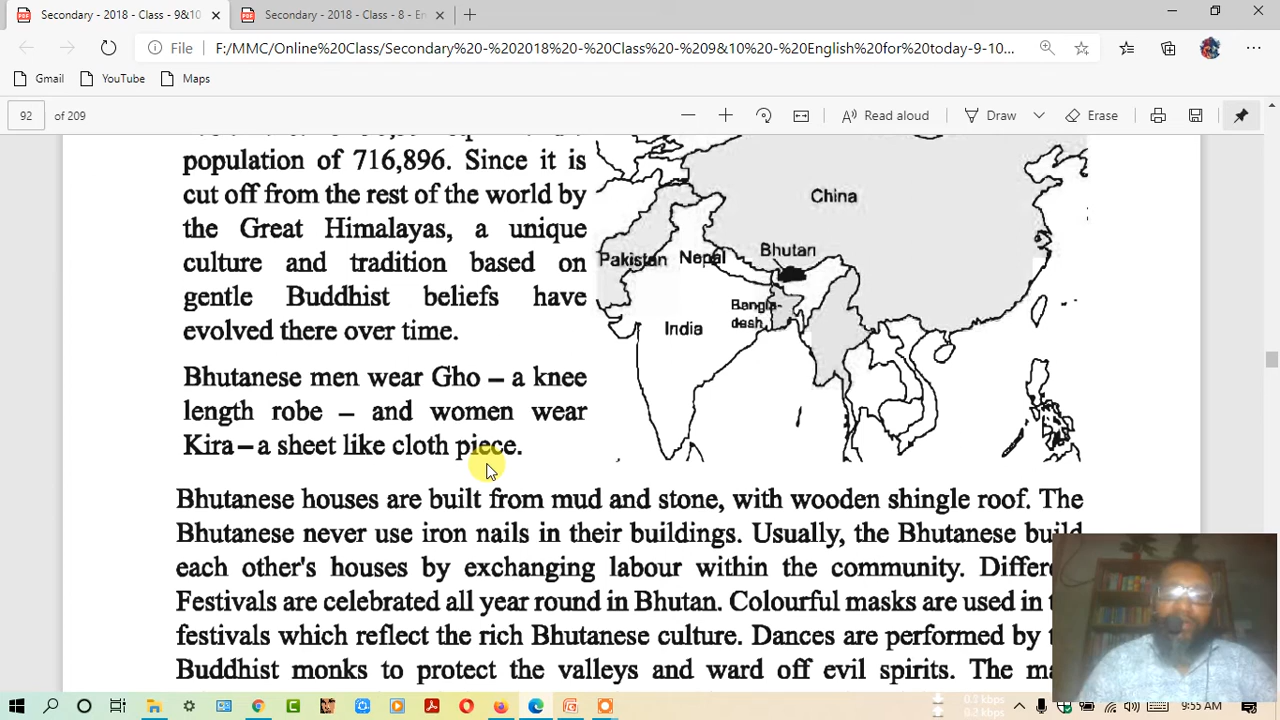 Secondary - 2018 - Class - 9&10
Secondary - 2018 - Class - 8 - En
File
F:/MMC/Online%20Class/Secondary%20-%202018%20-%20Class%20-%209&10%20-%20English%20for%20today-9-10...
Gmail
YouTube
Maps
92
of 209
Read aloud
Draw
Erase
population of 716,896. Since it is
cut off from the rest of the world by
the Great Himalayas, a unique
culture and tradition based on
gentle Buddhist beliefs have
evolved there over time.
Bhutanese men wear Gho – a knee
length robe – and women wear
Kira – a sheet like cloth piece.
China
Bhutan
Pakistan
Nepal
Bangla-
desh
India
Bhutanese houses are built from mud and stone, with wooden shingle roof. The
Bhutanese never use iron nails in their buildings. Usually, the Bhutanese build
each other's houses by exchanging labour within the community. Differe
Festivals are celebrated all year round in Bhutan. Colourful masks are used in t
festivals which reflect the rich Bhutanese culture. Dances are performed by t
Buddhist monks to protect the valleys and ward off evil spirits. The ma
9:55 AM